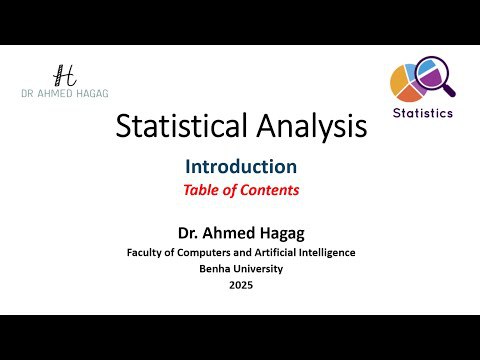 DR AHMED HAGAG
Statistics
Statistical Analysis
Introduction
Table of Contents
Dr. Ahmed Hagag
Faculty of Computers and Artificial Intelligence
Benha University
2025